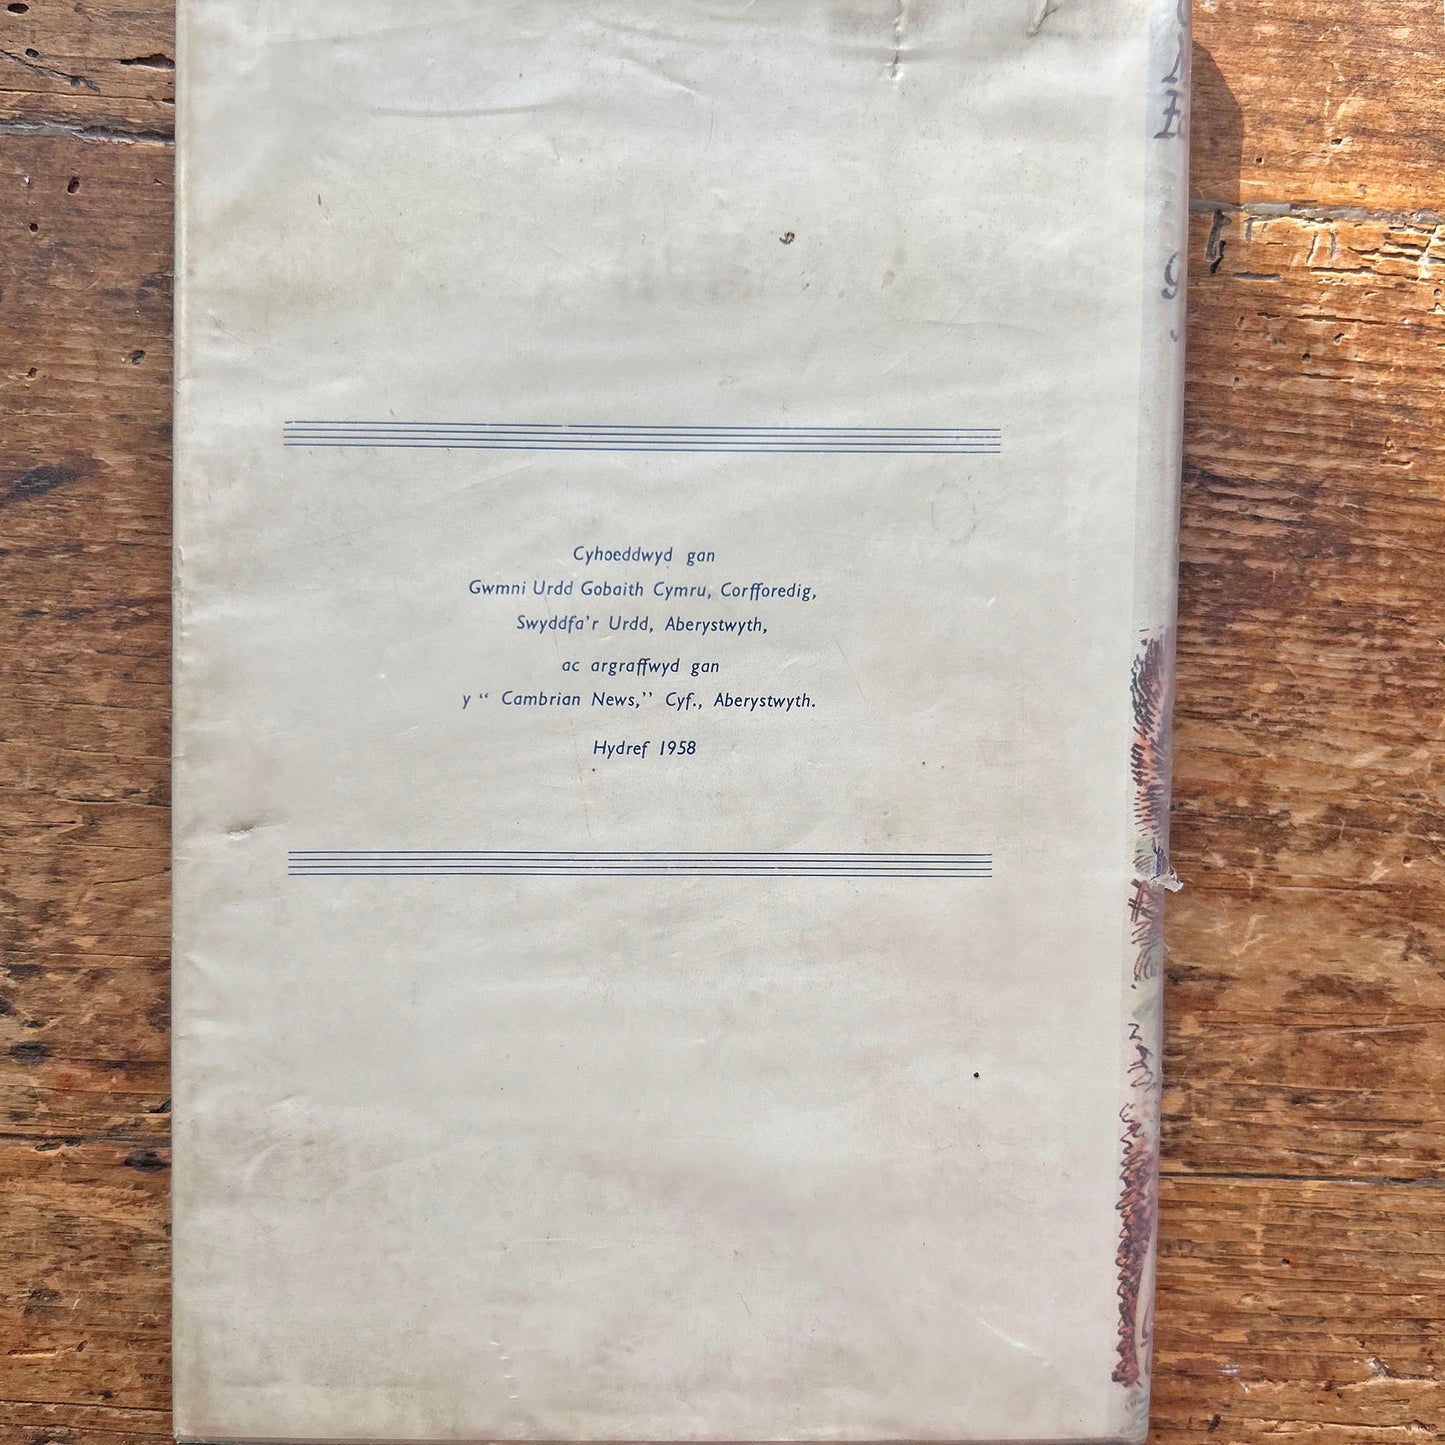 Cyhoeddwyd gan
Gwmni Urdd Gobaith Cymru, Corfforedig,
Swyddfa'r Urdd, Aberystwyth,
ac argraffwyd gan
y “ Cambrian News,” Cyf., Aberystwyth.
Hydref 1958